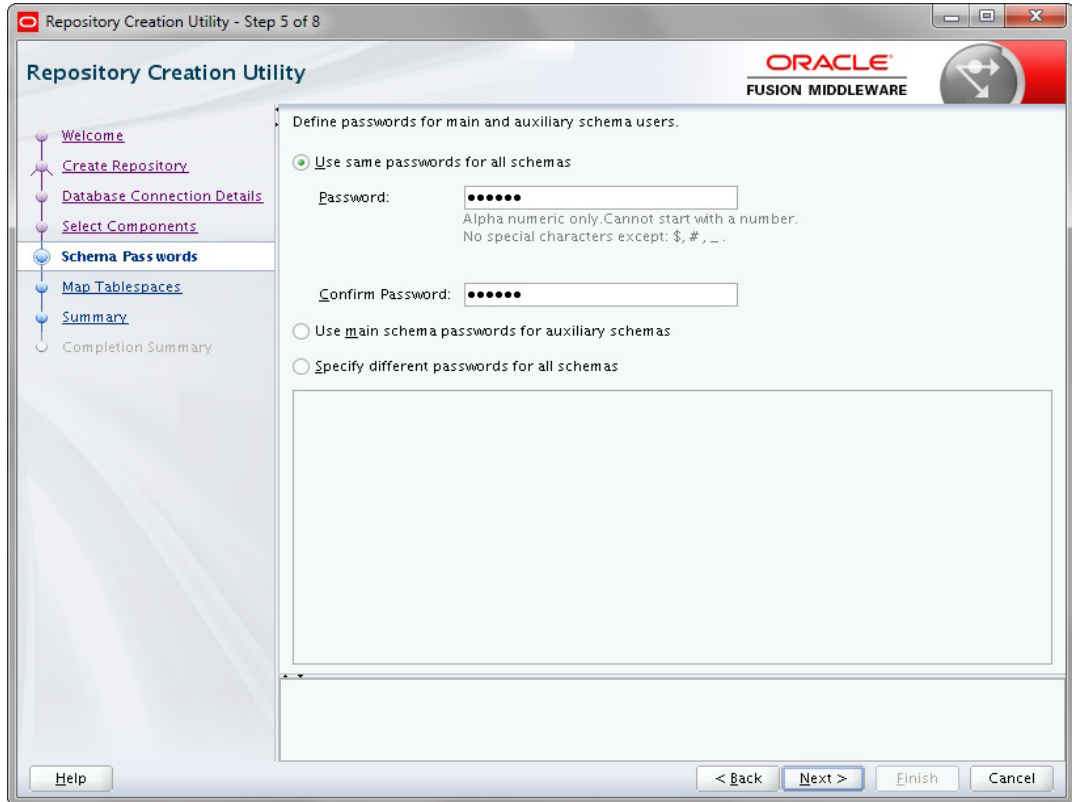 Repository Creation Utility - Step 5 of 8
Repository Creation Utility
ORACLE
FUSION MIDDLEWARE
Welcome
Create Repository
Database Connection Details
Select Components
Schema Passwords
Map Tablespaces
Summary
Completion Summary
Define passwords for main and auxiliary schema users.
Use same passwords for all schemas
Password: ••••••
Alpha numeric only.Cannot start with a number.
No special characters except: $, # , _ .
Confirm Password: ••••••
Use main schema passwords for auxiliary schemas
Specify different passwords for all schemas
Help
< Back
Next >
Finish
Cancel